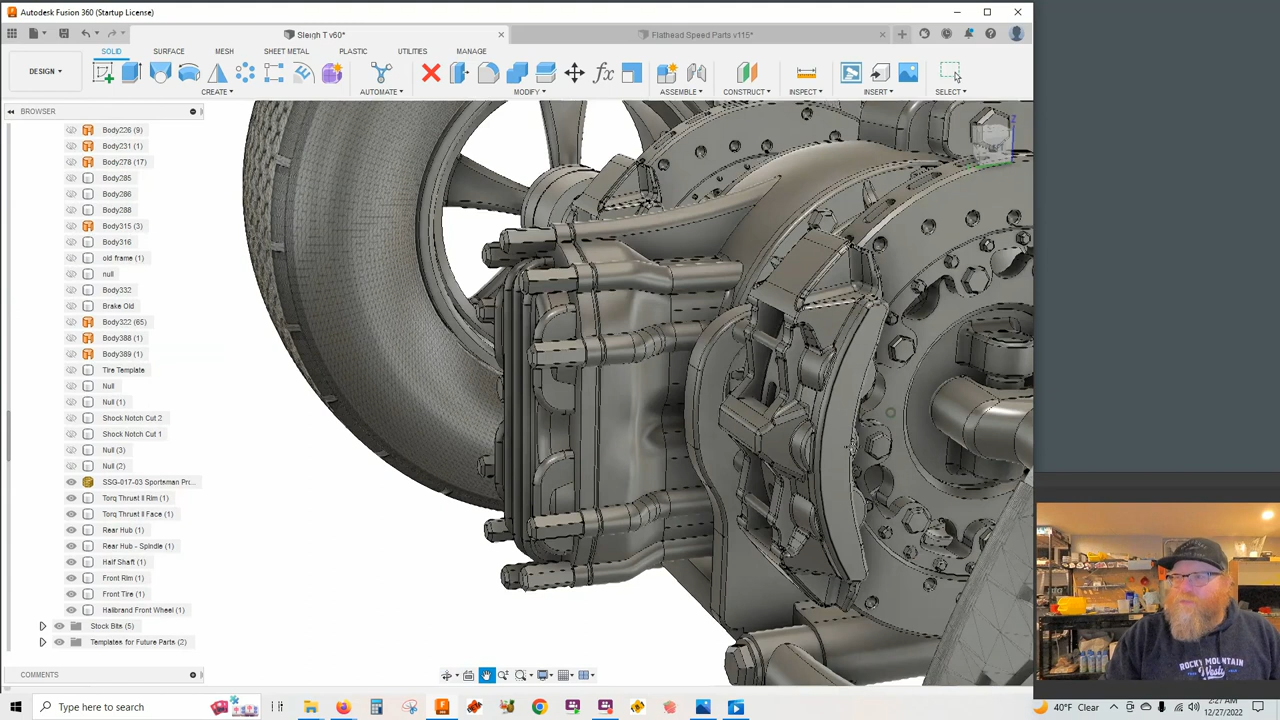 Autodesk Fusion 360 (Startup License)
Sleigh T v60*
Flathead Speed Parts v115*
SOLID SURFACE MESH SHEET METAL PLASTIC UTILITIES MANAGE
DESIGN
CREATE AUTOMATE MODIFY ASSEMBLE CONSTRUCT INSPECT INSERT SELECT
BROWSER
Body226 (9)
Body231 (1)
Body278 (17)
Body285
Body286
Body288
Body315 (3)
Body316
old frame (1)
null
Body332
Brake Old
Body322 (65)
Body388 (1)
Body389 (1)
Tire Template
Null
Null (1)
Shock Notch Cut 2
Shock Notch Cut 1
Null (3)
Null (2)
SSG-017-03 Sportsman Pro...
Torq Thrust II Rim (1)
Torq Thrust II Face (1)
Rear Hub (1)
Rear Hub - Spindle (1)
Half Shaft (1)
Front Rim (1)
Front Tire (1)
Halibrand Front Wheel (1)
Stock Bits (5)
Templates for Future Parts (2)
COMMENTS
ROCKY MOUNTAIN
Type here to search
40°F Clear
2:27 AM
12/27/2022